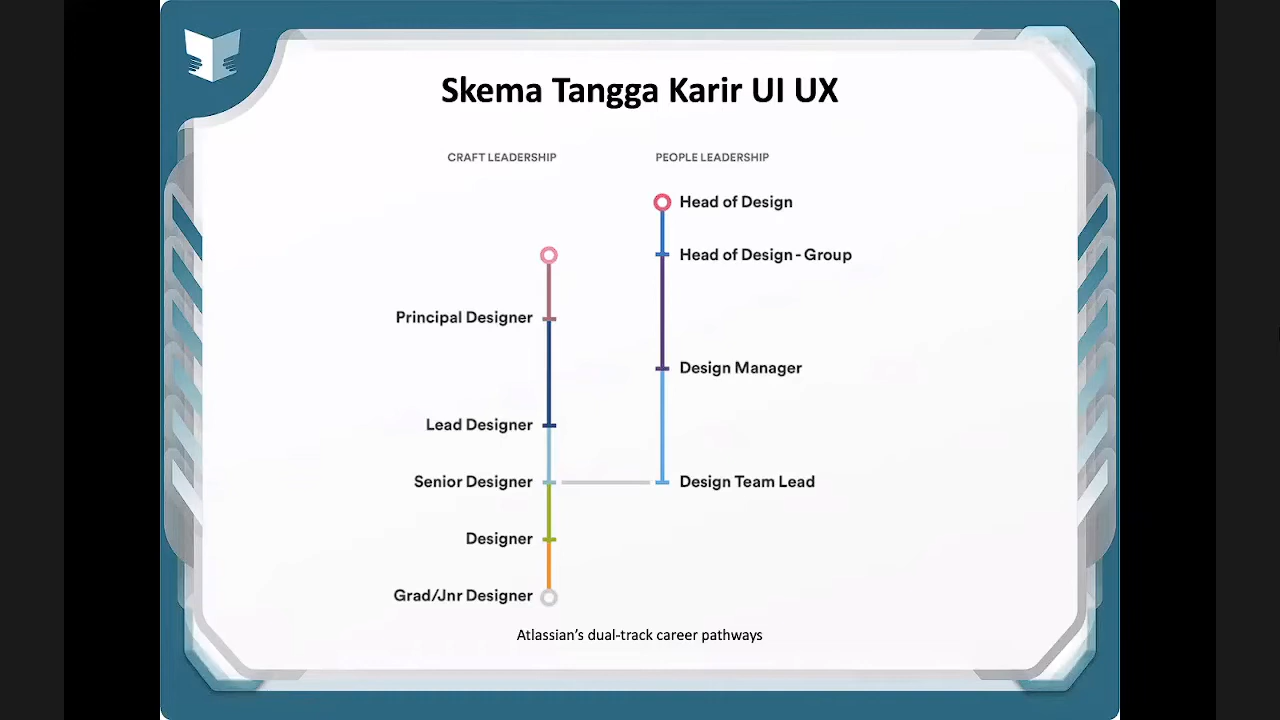 Skema Tangga Karir UI UX
CRAFT LEADERSHIP
PEOPLE LEADERSHIP
Head of Design
Head of Design - Group
Principal Designer
Design Manager
Lead Designer
Senior Designer
Design Team Lead
Designer
Grad/Jnr Designer
Atlassian’s dual-track career pathways